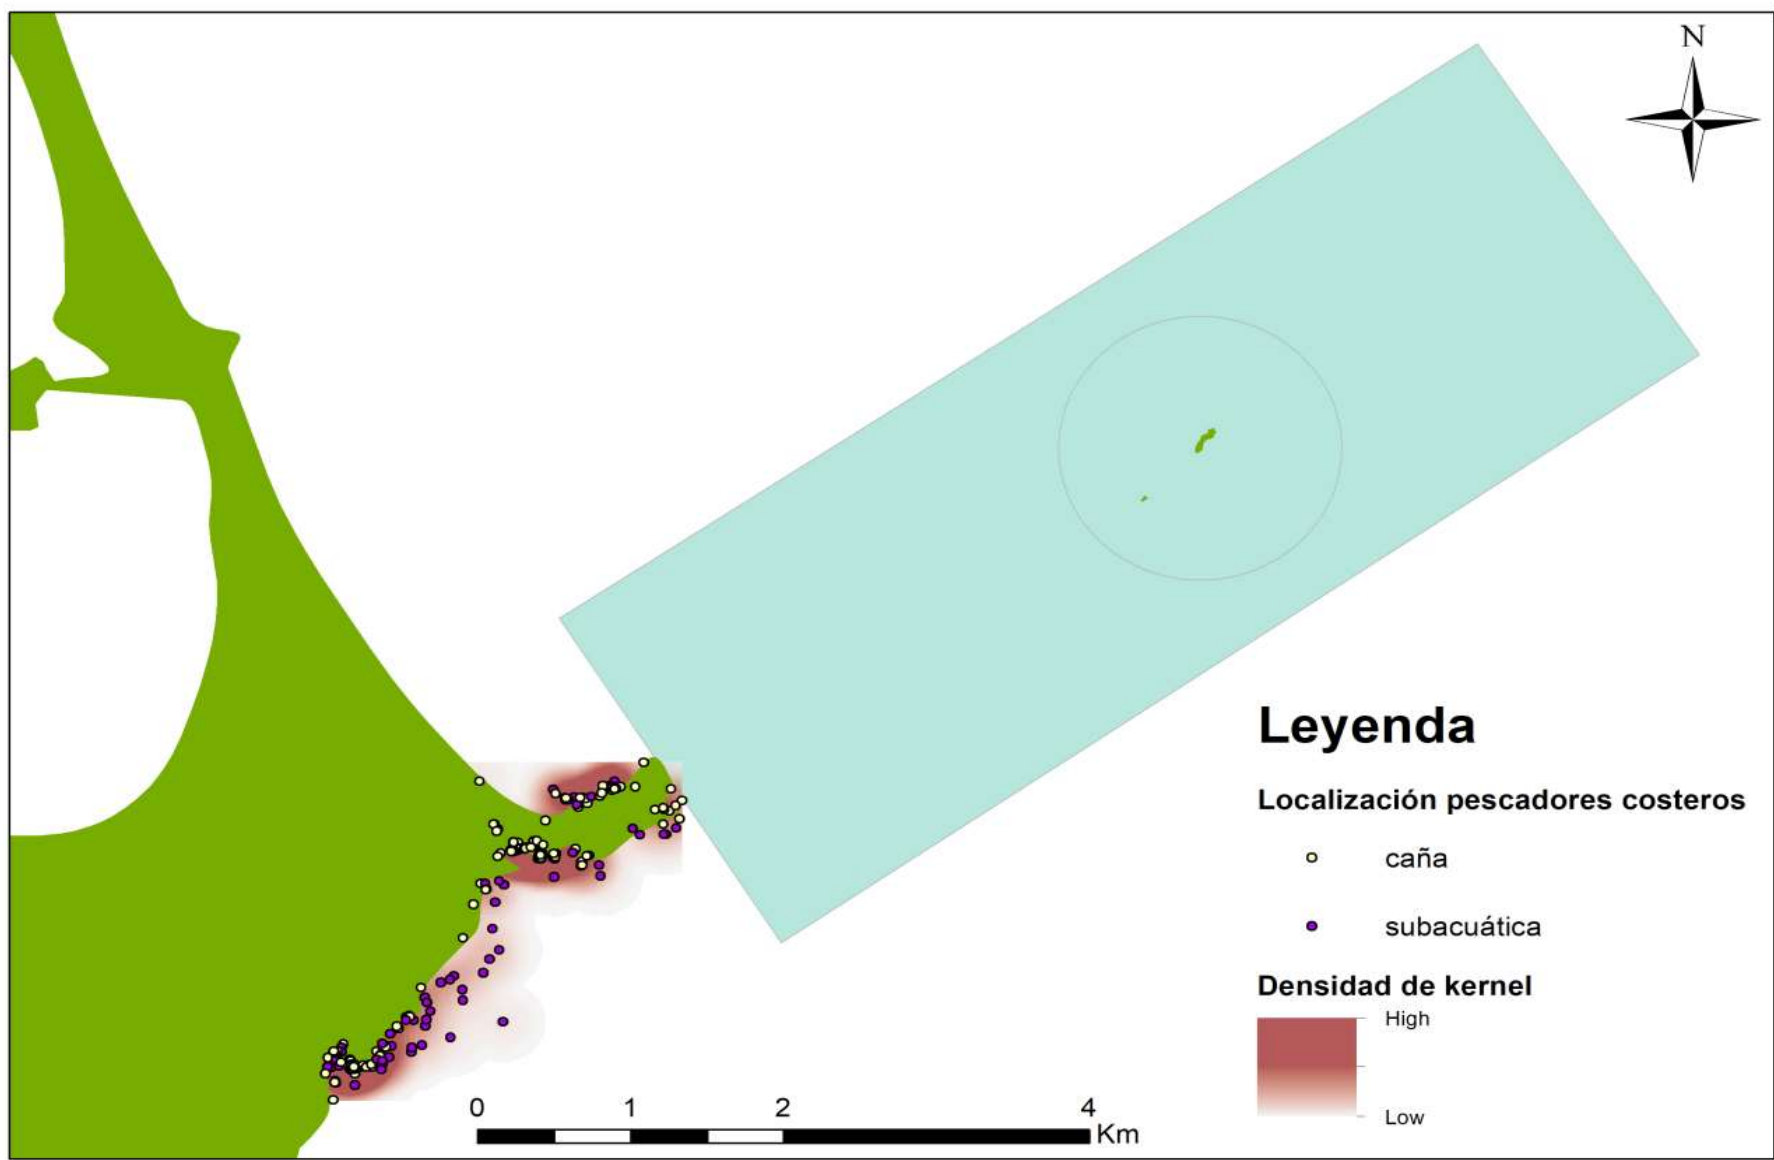 N
Leyenda
Localización pescadores costeros
caña
subacuática
Densidad de kernel
High
Low
0 1 2 4
Km